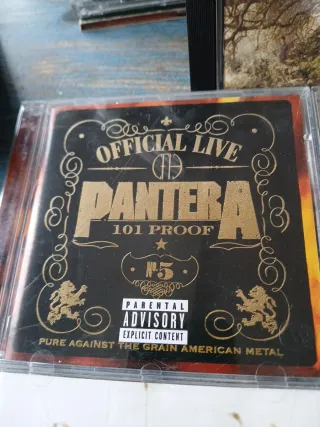 OFFICIAL LIVE
PANTERA
101 PROOF
Nº5
PARENTAL
ADVISORY
EXPLICIT CONTENT
PURE AGAINST THE GRAIN AMERICAN METAL